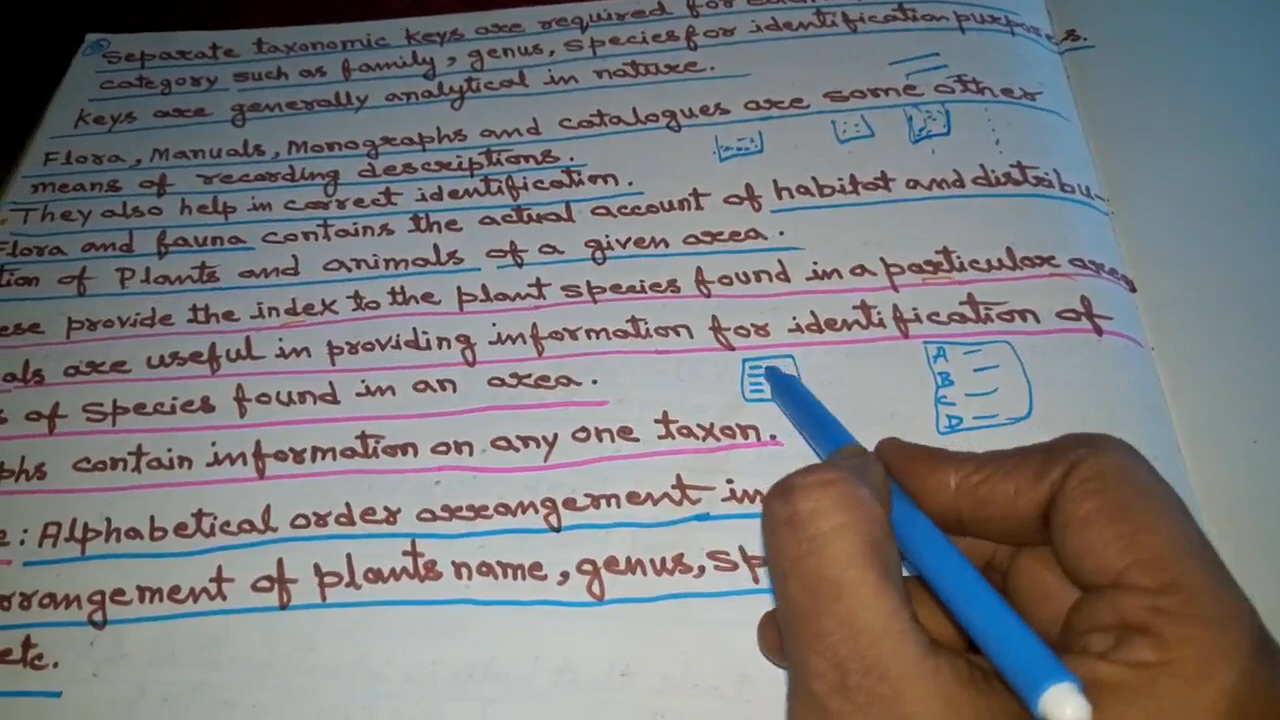 Separate taxonomic keys are required for
category such as family, genus, species for identification purposes.
Keys are generally analytical in nature.
Flora, Manuals, Monographs and catalogues are some other
means of recording descriptions.
They also help in correct identification.
Flora and fauna contains the actual account of habitat and distribu-
tion of Plants and animals of a given area.
ese provide the index to the plant species found in a particular area
als are useful in providing information for identification of
s of species found in an area.
phs contain information on any one taxon.
e: Alphabetical order arrangement in
rrangement of plants name, genus, sp
etc.
A
B
C
D